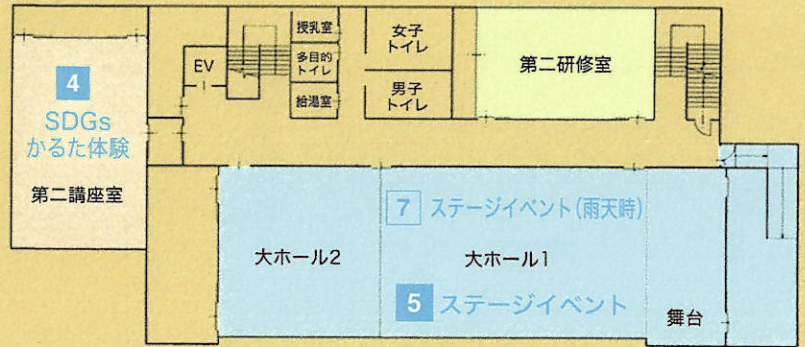 授乳室
女子
トイレ
EV
多目的
トイレ
第二研修室
4
SDGs
かるた体験
給湯室
男子
トイレ
第二講座室
7 ステージイベント(雨天時)
大ホール2
大ホール1
5 ステージイベント
舞台